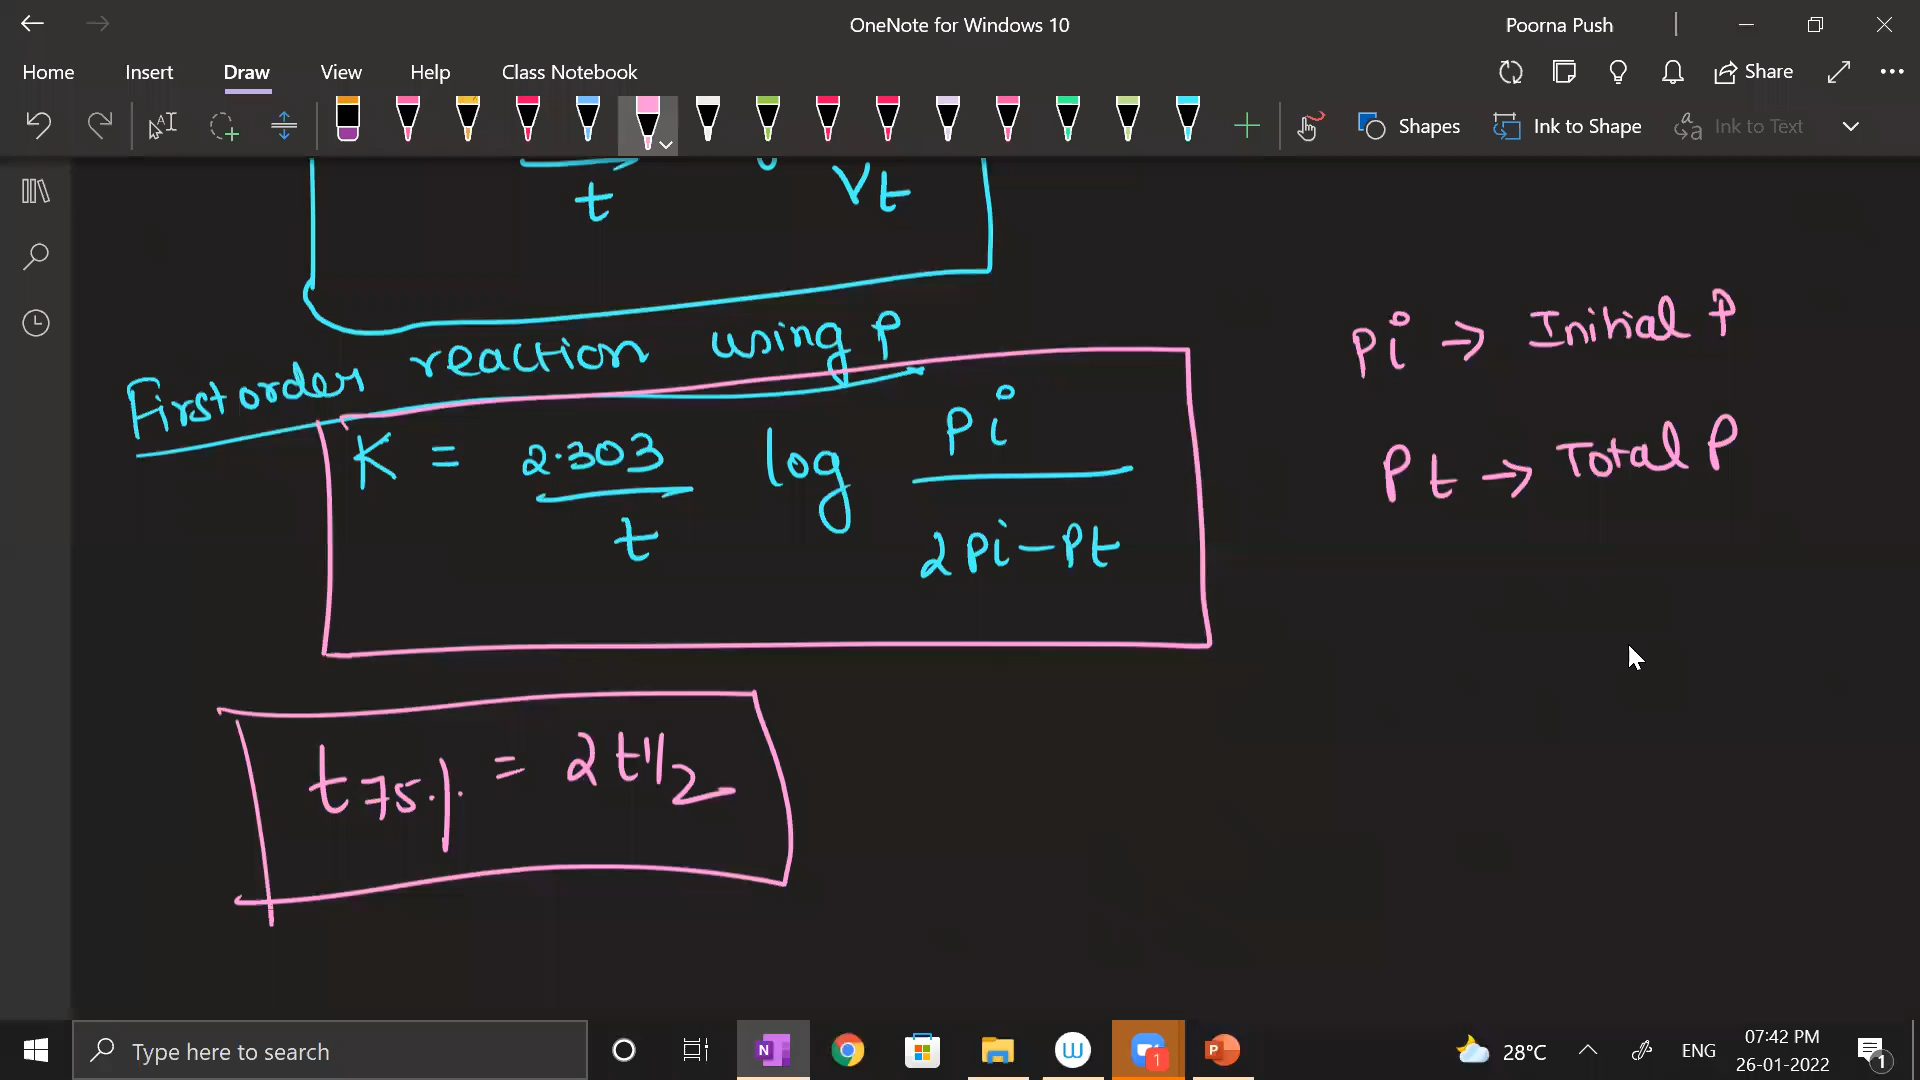 OneNote for Windows 10
Poorna Push
Home Insert Draw View Help Class Notebook
Share
Shapes Ink to Shape Ink to Text
t Vt
First order reaction using P
K = 2.303 / t log Pi / 2Pi-Pt
Pi → Initial P
Pt → Total P
t75% = 2t1/2
Type here to search
N
W
1
P
28°C
ENG
07:42 PM
26-01-2022
1